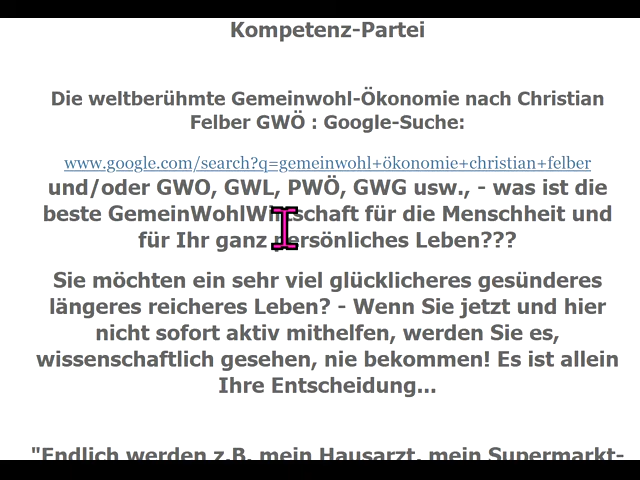 Kompetenz-Partei
Die weltberühmte Gemeinwohl-Ökonomie nach Christian
Felber GWÖ : Google-Suche:
www.google.com/search?q=gemeinwohl+ökonomie+christian+felber
und/oder GWO, GWL, PWÖ, GWG usw., - was ist die
beste GemeinWohlWirtschaft für die Menschheit und
für Ihr ganz persönliches Leben???
Sie möchten ein sehr viel glücklicheres gesünderes
längeres reicheres Leben? - Wenn Sie jetzt und hier
nicht sofort aktiv mithelfen, werden Sie es,
wissenschaftlich gesehen, nie bekommen! Es ist allein
Ihre Entscheidung...
"Endlich werden z.B. mein Hausarzt, mein Supermarkt-